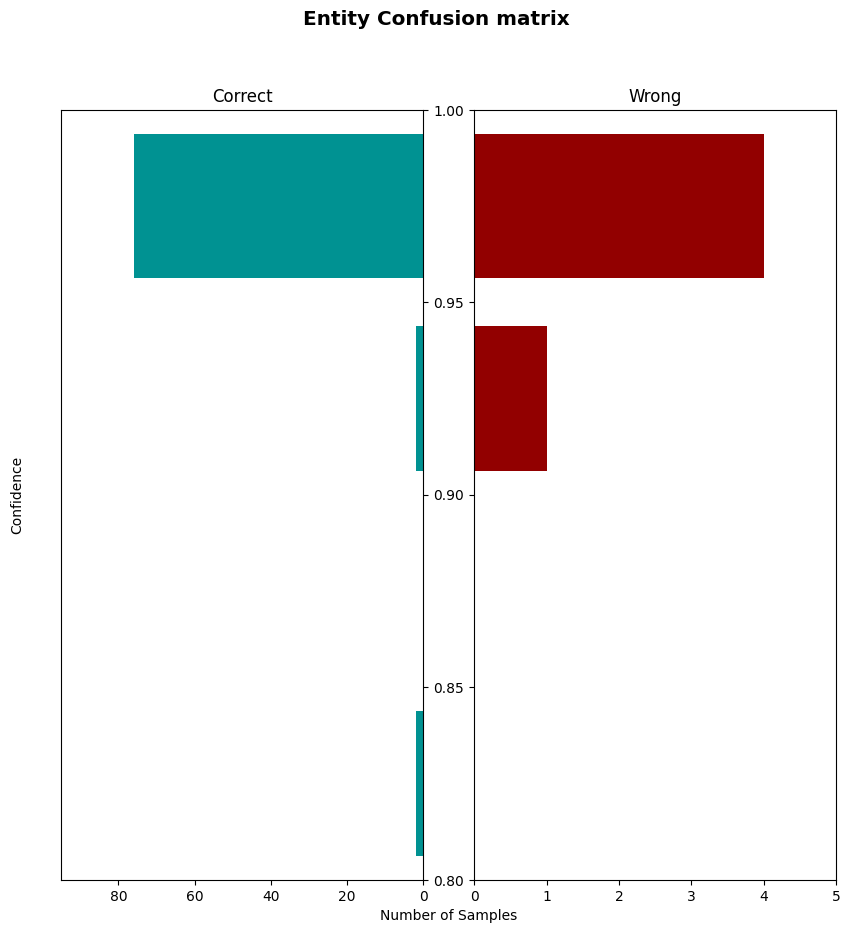 Entity Confusion matrix
Correct
Wrong
1.00
0.95
0.90
0.85
0.80
Confidence
80 60 40 20 0
0 1 2 3 4 5
Number of Samples